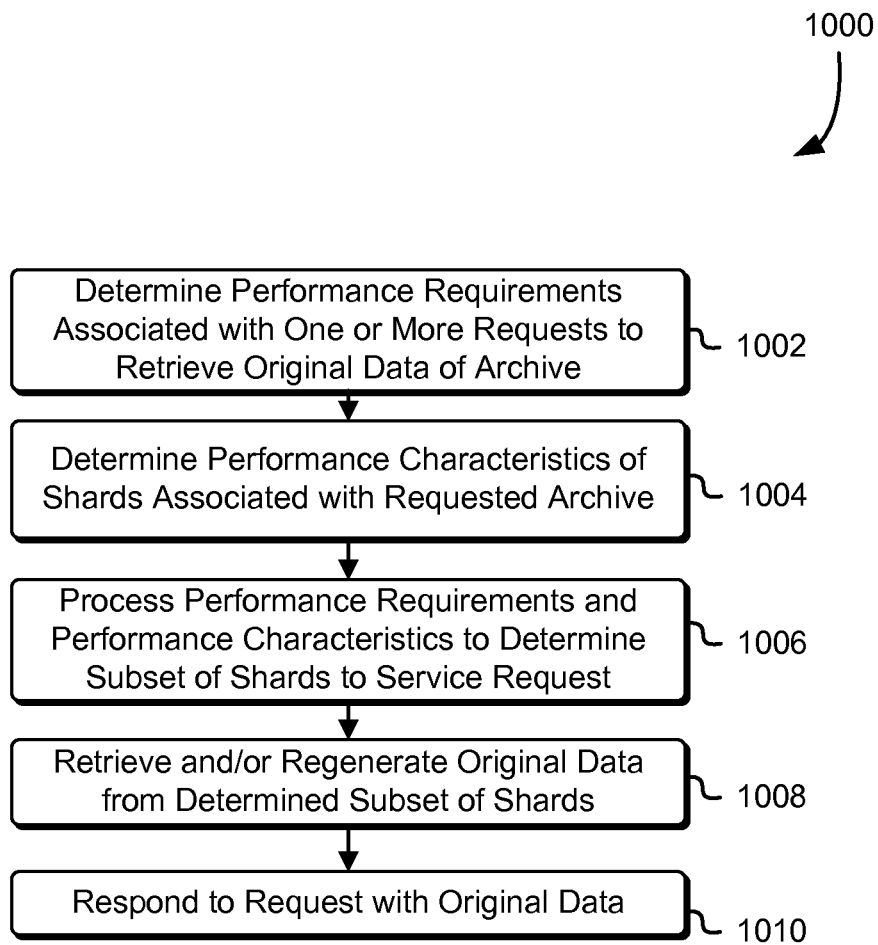 1000
Determine Performance Requirements
Associated with One or More Requests to
Retrieve Original Data of Archive
1002
Determine Performance Characteristics of
Shards Associated with Requested Archive
1004
Process Performance Requirements and
Performance Characteristics to Determine
Subset of Shards to Service Request
1006
Retrieve and/or Regenerate Original Data
from Determined Subset of Shards
1008
Respond to Request with Original Data
1010